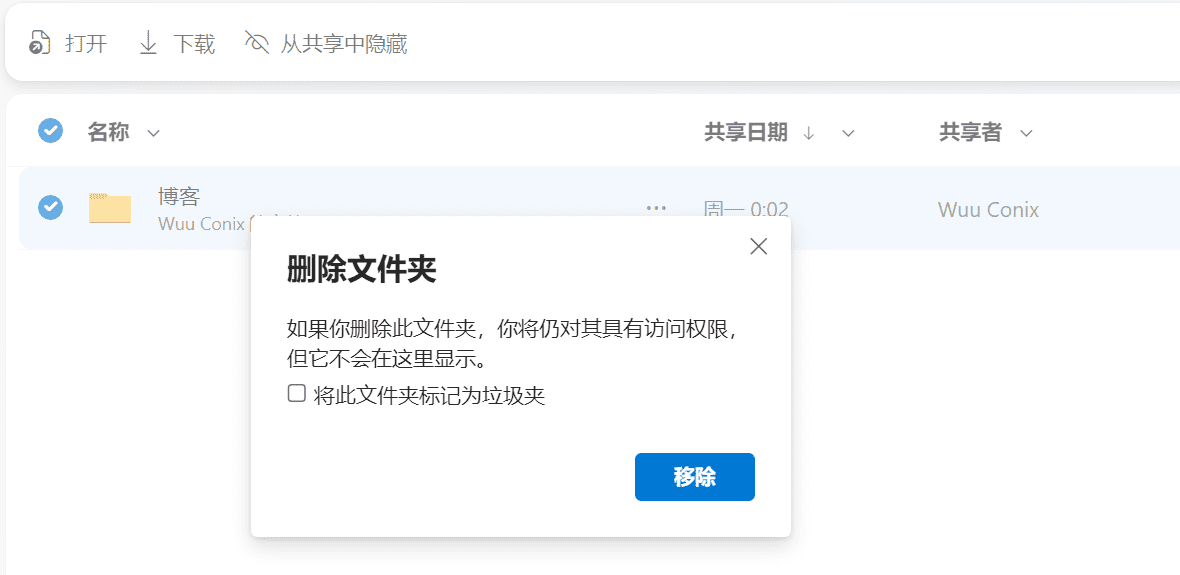 打开 下载 从共享中隐藏
名称 共享日期 共享者
博客 周一 0:02 Wuu Conix
Wuu Conix
删除文件夹
如果你删除此文件夹，你将仍对其具有访问权限，
但它不会在这里显示。
将此文件夹标记为垃圾夹
移除